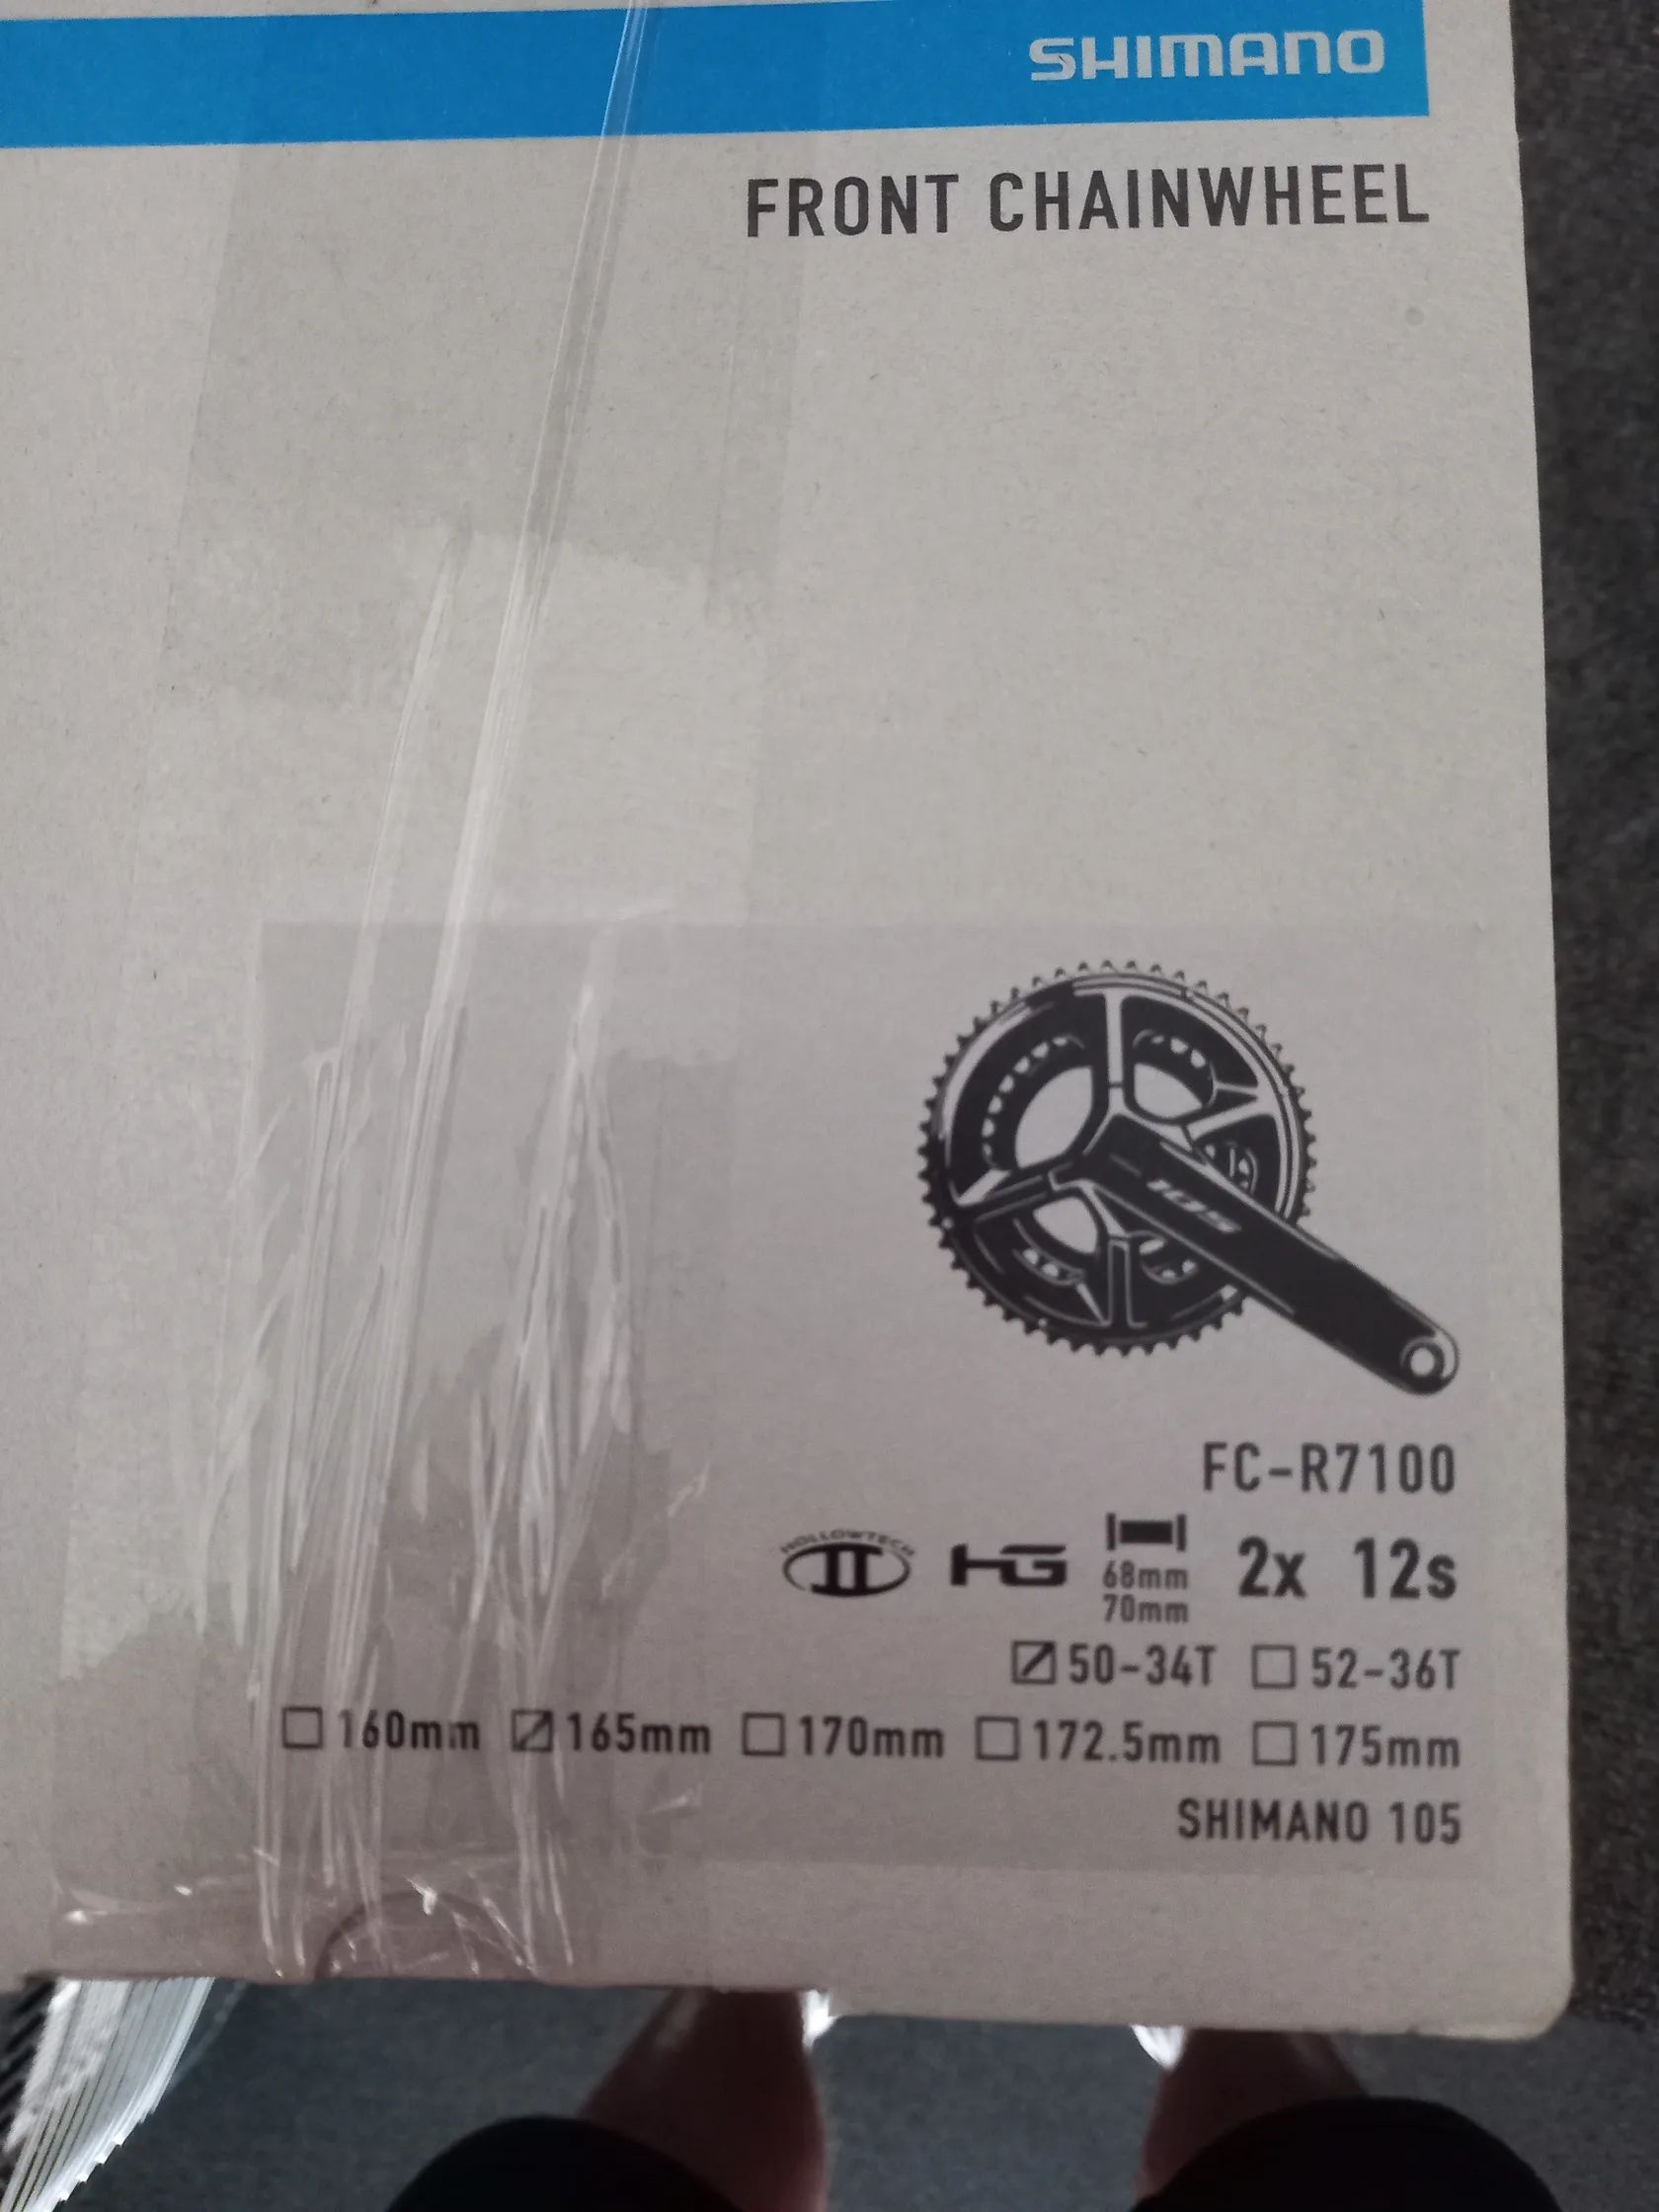 SHIMANO
FRONT CHAINWHEEL
105
FC-R7100
HOLLOWTECH II HG 68mm 70mm 2x 12s
50-34T 52-36T
160mm 165mm 170mm 172.5mm 175mm
SHIMANO 105